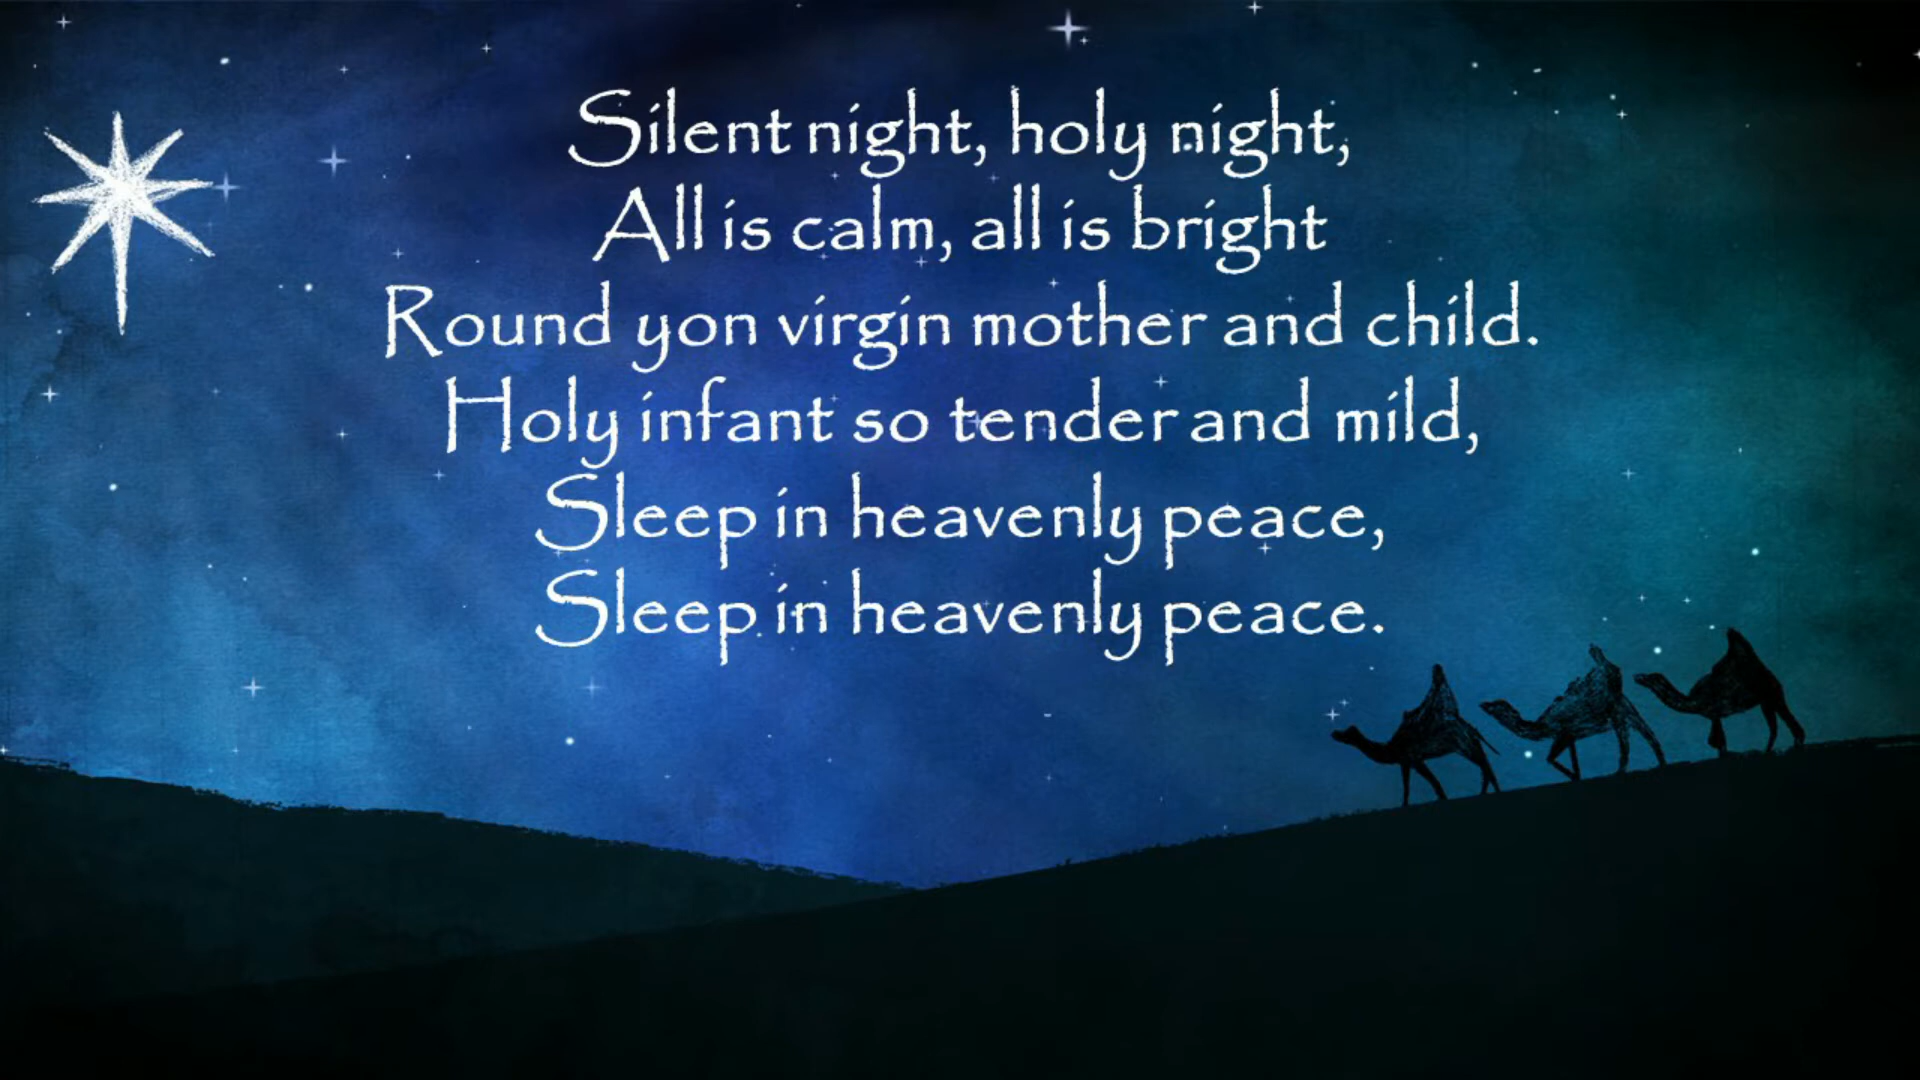 Silent night, holy night,
All is calm, all is bright
Round yon virgin mother and child.
Holy infant so tender and mild,
Sleep in heavenly peace,
Sleep in heavenly peace.